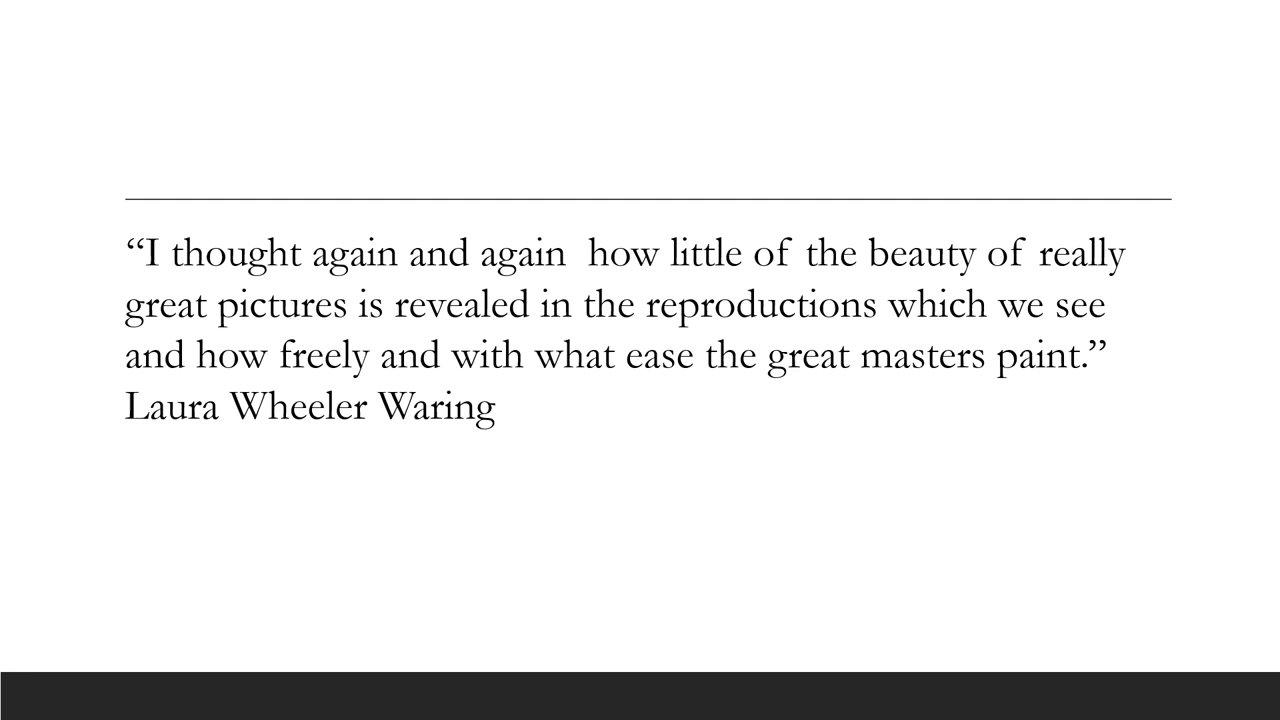 “I thought again and again  how little of the beauty of really
great pictures is revealed in the reproductions which we see
and how freely and with what ease the great masters paint.”
Laura Wheeler Waring